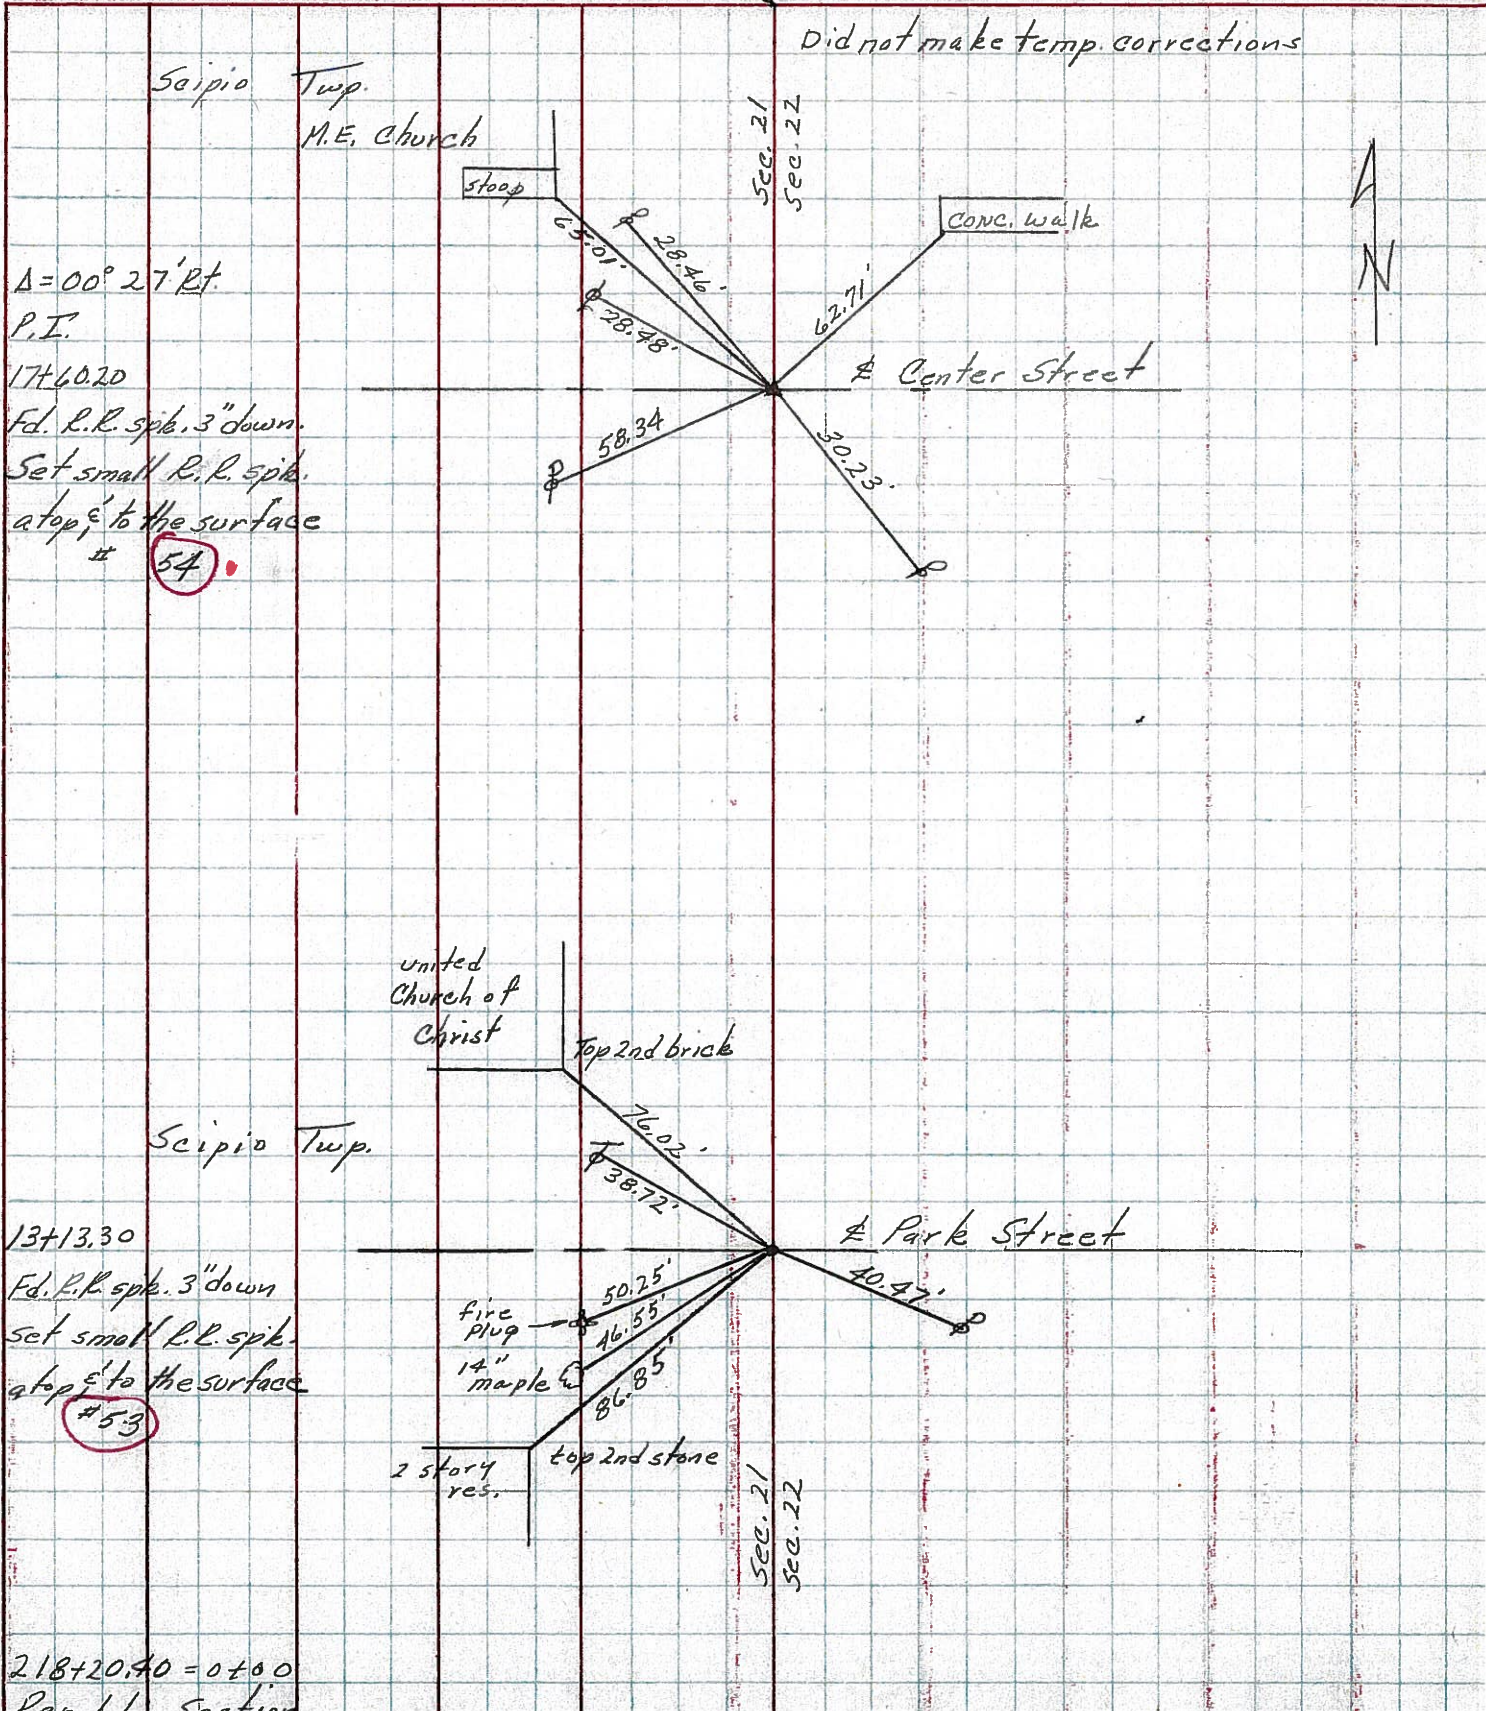 Did not make temp. corrections
Scipio Twp.
M.E. Church
stoop
Sec. 21
Sec. 22
conc. walk
65.01'
28.46'
28.48'
62.71'
Δ = 00° 27' Rt.
P.I.
17+60.20
℄ Center Street
Fd. R.R. spk. 3" down.
Set small R.R. spk.
atop, & to the surface
# 54
58.34
30.23'
United
Church of
Christ
Top 2nd brick
76.02'
Scipio Twp.
38.72'
13+13.30
℄ Park Street
Fd. R.R. spk. 3" down
set small R.R. spk.
atop, & to the surface
#53
50.25'
40.47'
fire
plug
46.55'
14"
maple
86.85'
2 story
res.
top 2nd stone
Sec. 21
Sec. 22
218+20.40 = 0+00